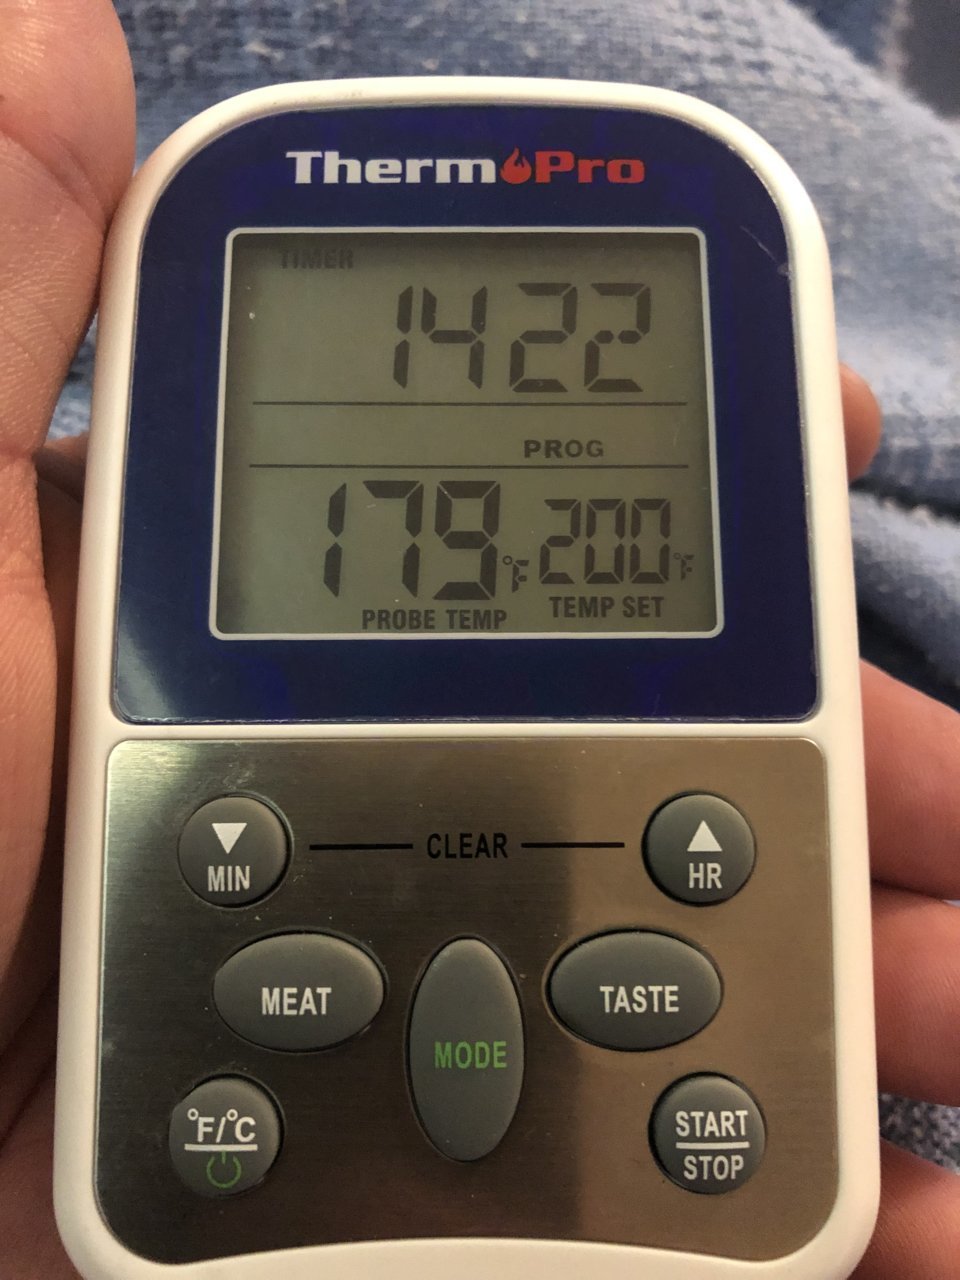 ThermoPro
TIMER
1422
PROG
179°F 200°F
PROBE TEMP TEMP SET
CLEAR
MIN HR
MEAT TASTE
MODE
°F/°C START
STOP